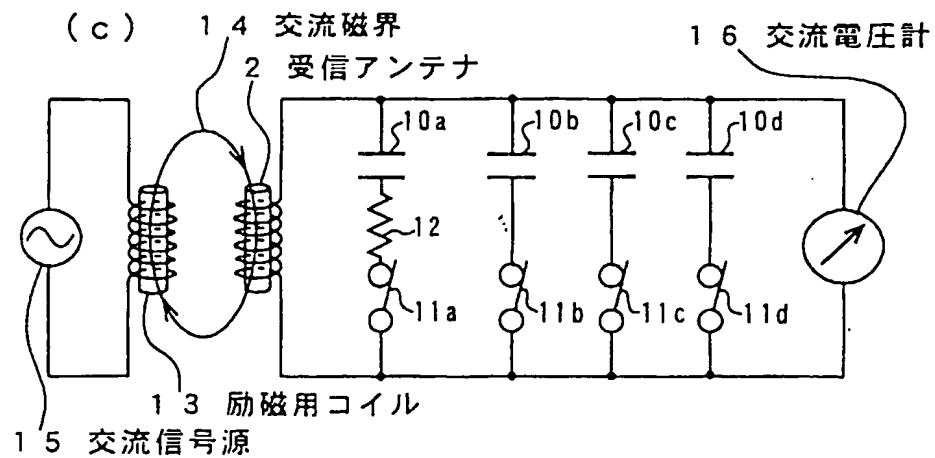 (c)
14 交流磁界
16 交流電圧計
2 受信アンテナ
10a
10b
10c
10d
12
11a
11b
11c
11d
13 励磁用コイル
15 交流信号源